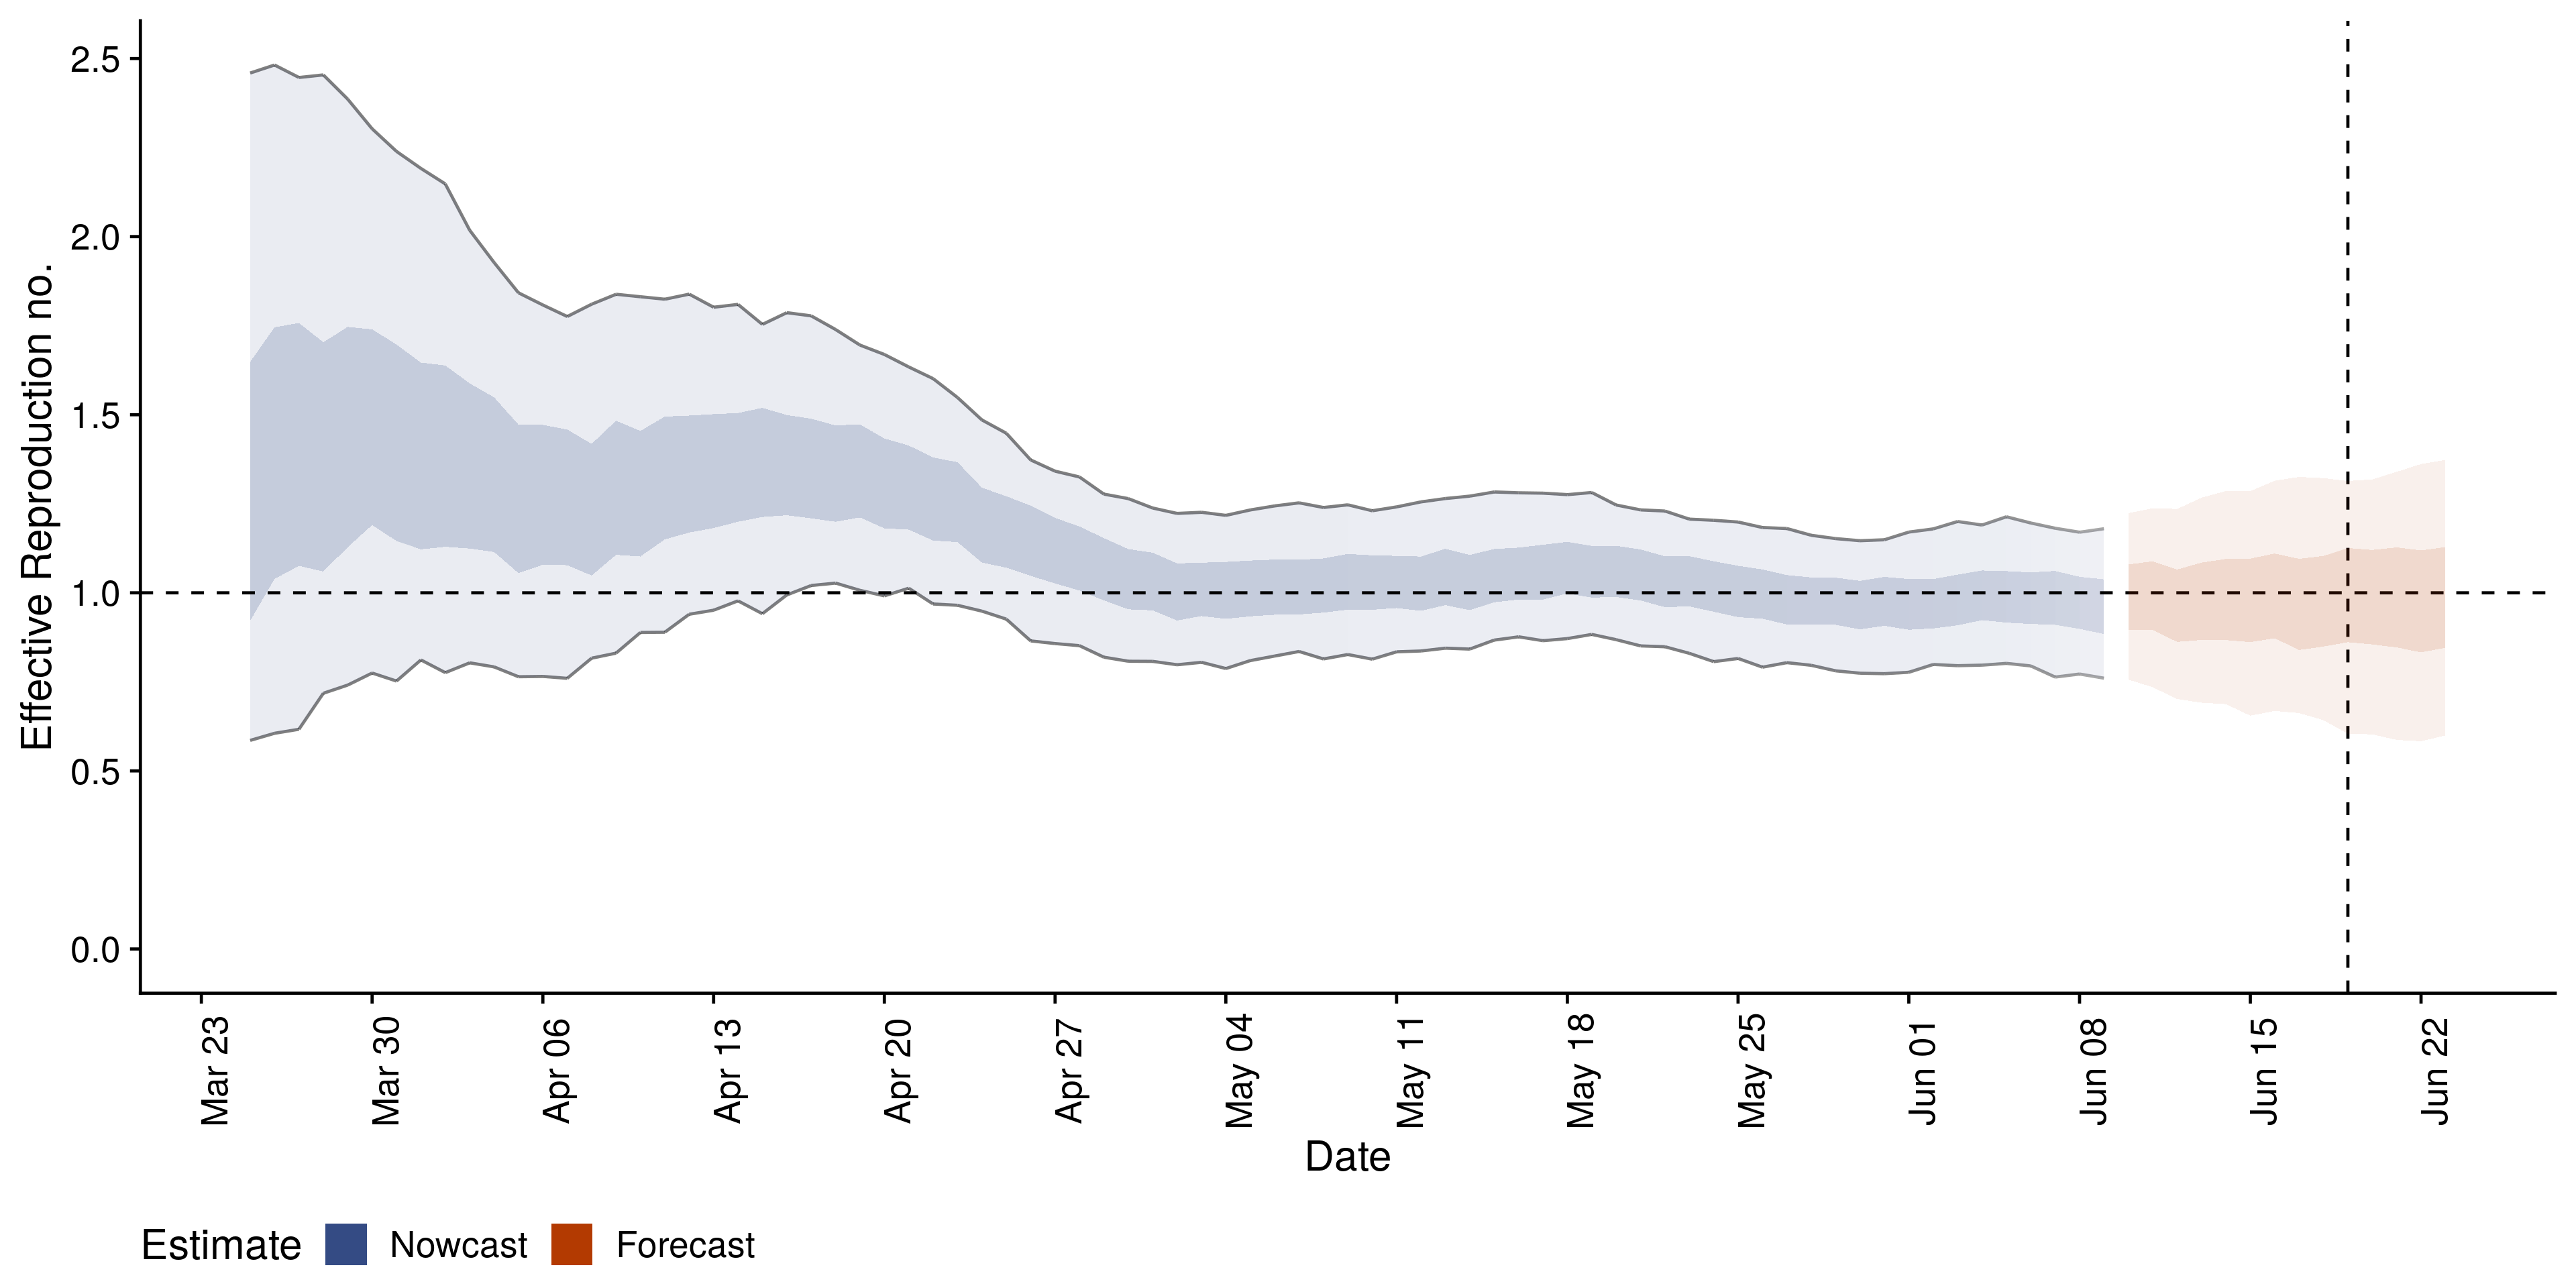 Effective Reproduction no.
2.5
2.0
1.5
1.0
0.5
0.0
Mar 23
Mar 30
Apr 06
Apr 13
Apr 20
Apr 27
May 04
May 11
May 18
May 25
Jun 01
Jun 08
Jun 15
Jun 22
Date
Estimate Nowcast Forecast